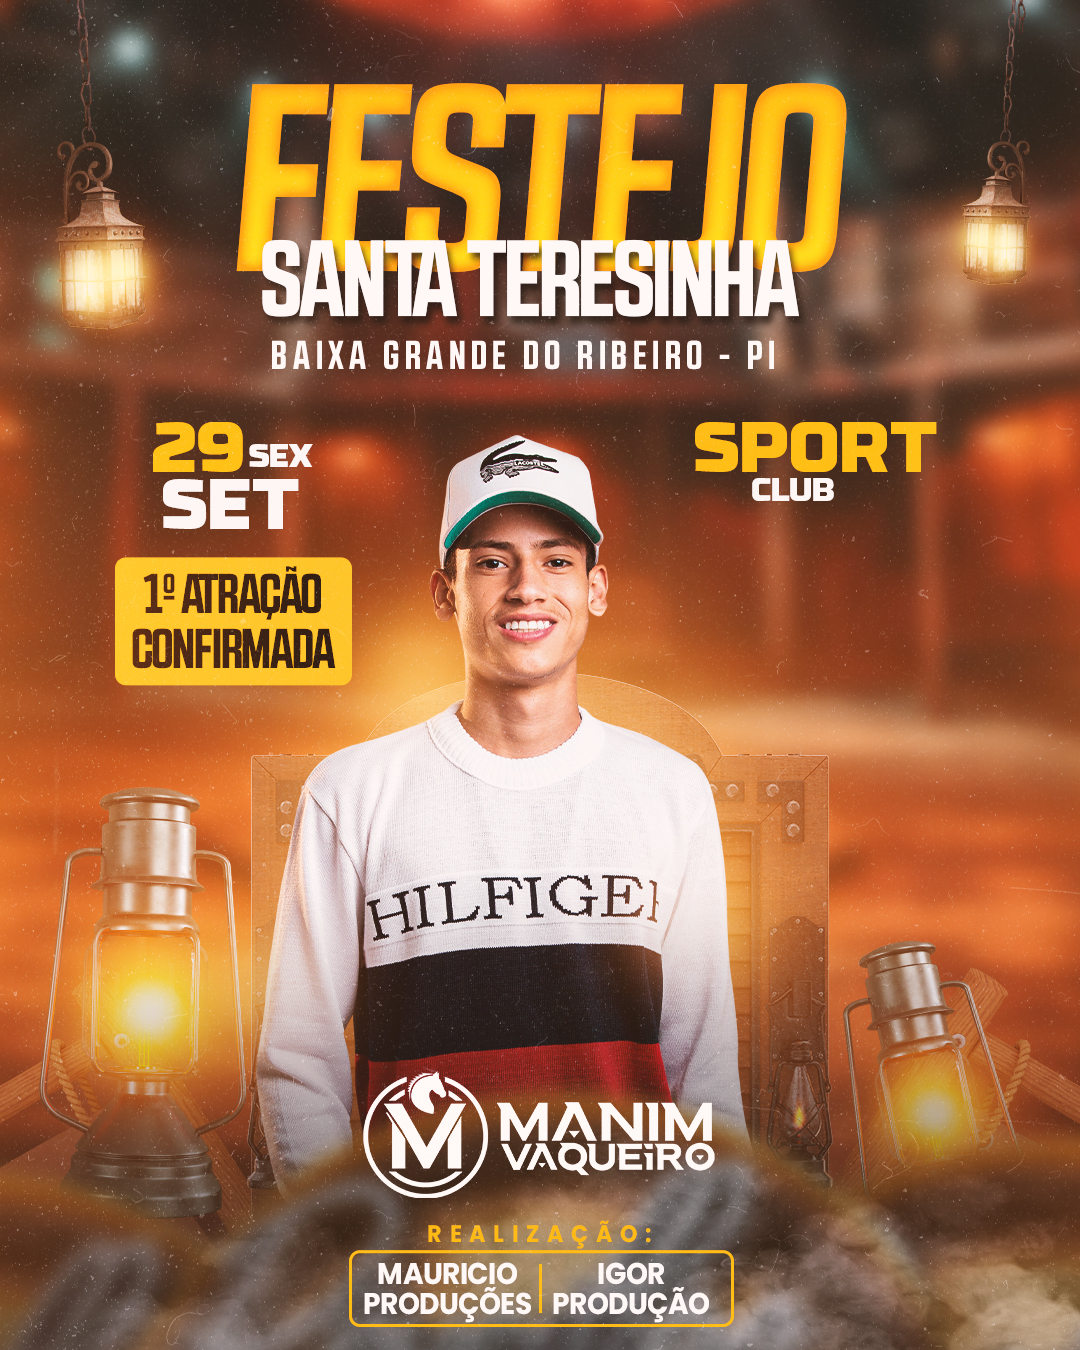 FESTEJO
SANTA TERESINHA
BAIXA GRANDE DO RIBEIRO - PI
29 SEX
SET
SPORT
CLUB
LACOSTE
1º ATRAÇÃO
CONFIRMADA
HILFIGER
M
MANIM
VAQUEIRO
REALIZAÇÃO:
MAURICIO
PRODUÇÕES
IGOR
PRODUÇÃO